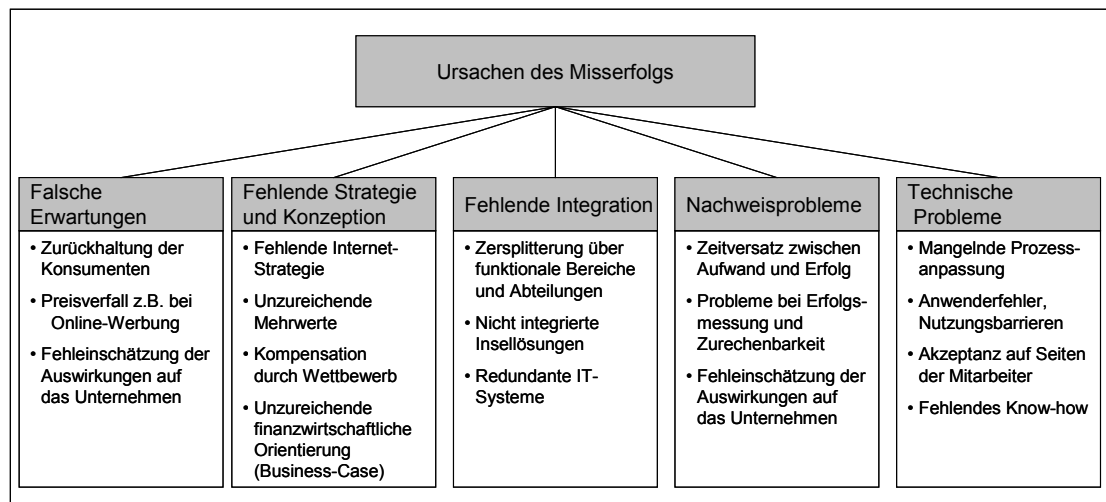 Ursachen des Misserfolgs
Falsche
Erwartungen
• Zurückhaltung der
Konsumenten
• Preisverfall z.B. bei
Online-Werbung
• Fehleinschätzung der
Auswirkungen auf
das Unternehmen
Fehlende Strategie
und Konzeption
• Fehlende Internet-
Strategie
• Unzureichende
Mehrwerte
• Kompensation
durch Wettbewerb
• Unzureichende
finanzwirtschaftliche
Orientierung
(Business-Case)
Fehlende Integration
• Zersplitterung über
funktionale Bereiche
und Abteilungen
• Nicht integrierte
Insellösungen
• Redundante IT-
Systeme
Nachweisprobleme
• Zeitversatz zwischen
Aufwand und Erfolg
• Probleme bei Erfolgs-
messung und
Zurechenbarkeit
• Fehleinschätzung der
Auswirkungen auf
das Unternehmen
Technische
Probleme
• Mangelnde Prozess-
anpassung
• Anwenderfehler,
Nutzungsbarrieren
• Akzeptanz auf Seiten
der Mitarbeiter
• Fehlendes Know-how